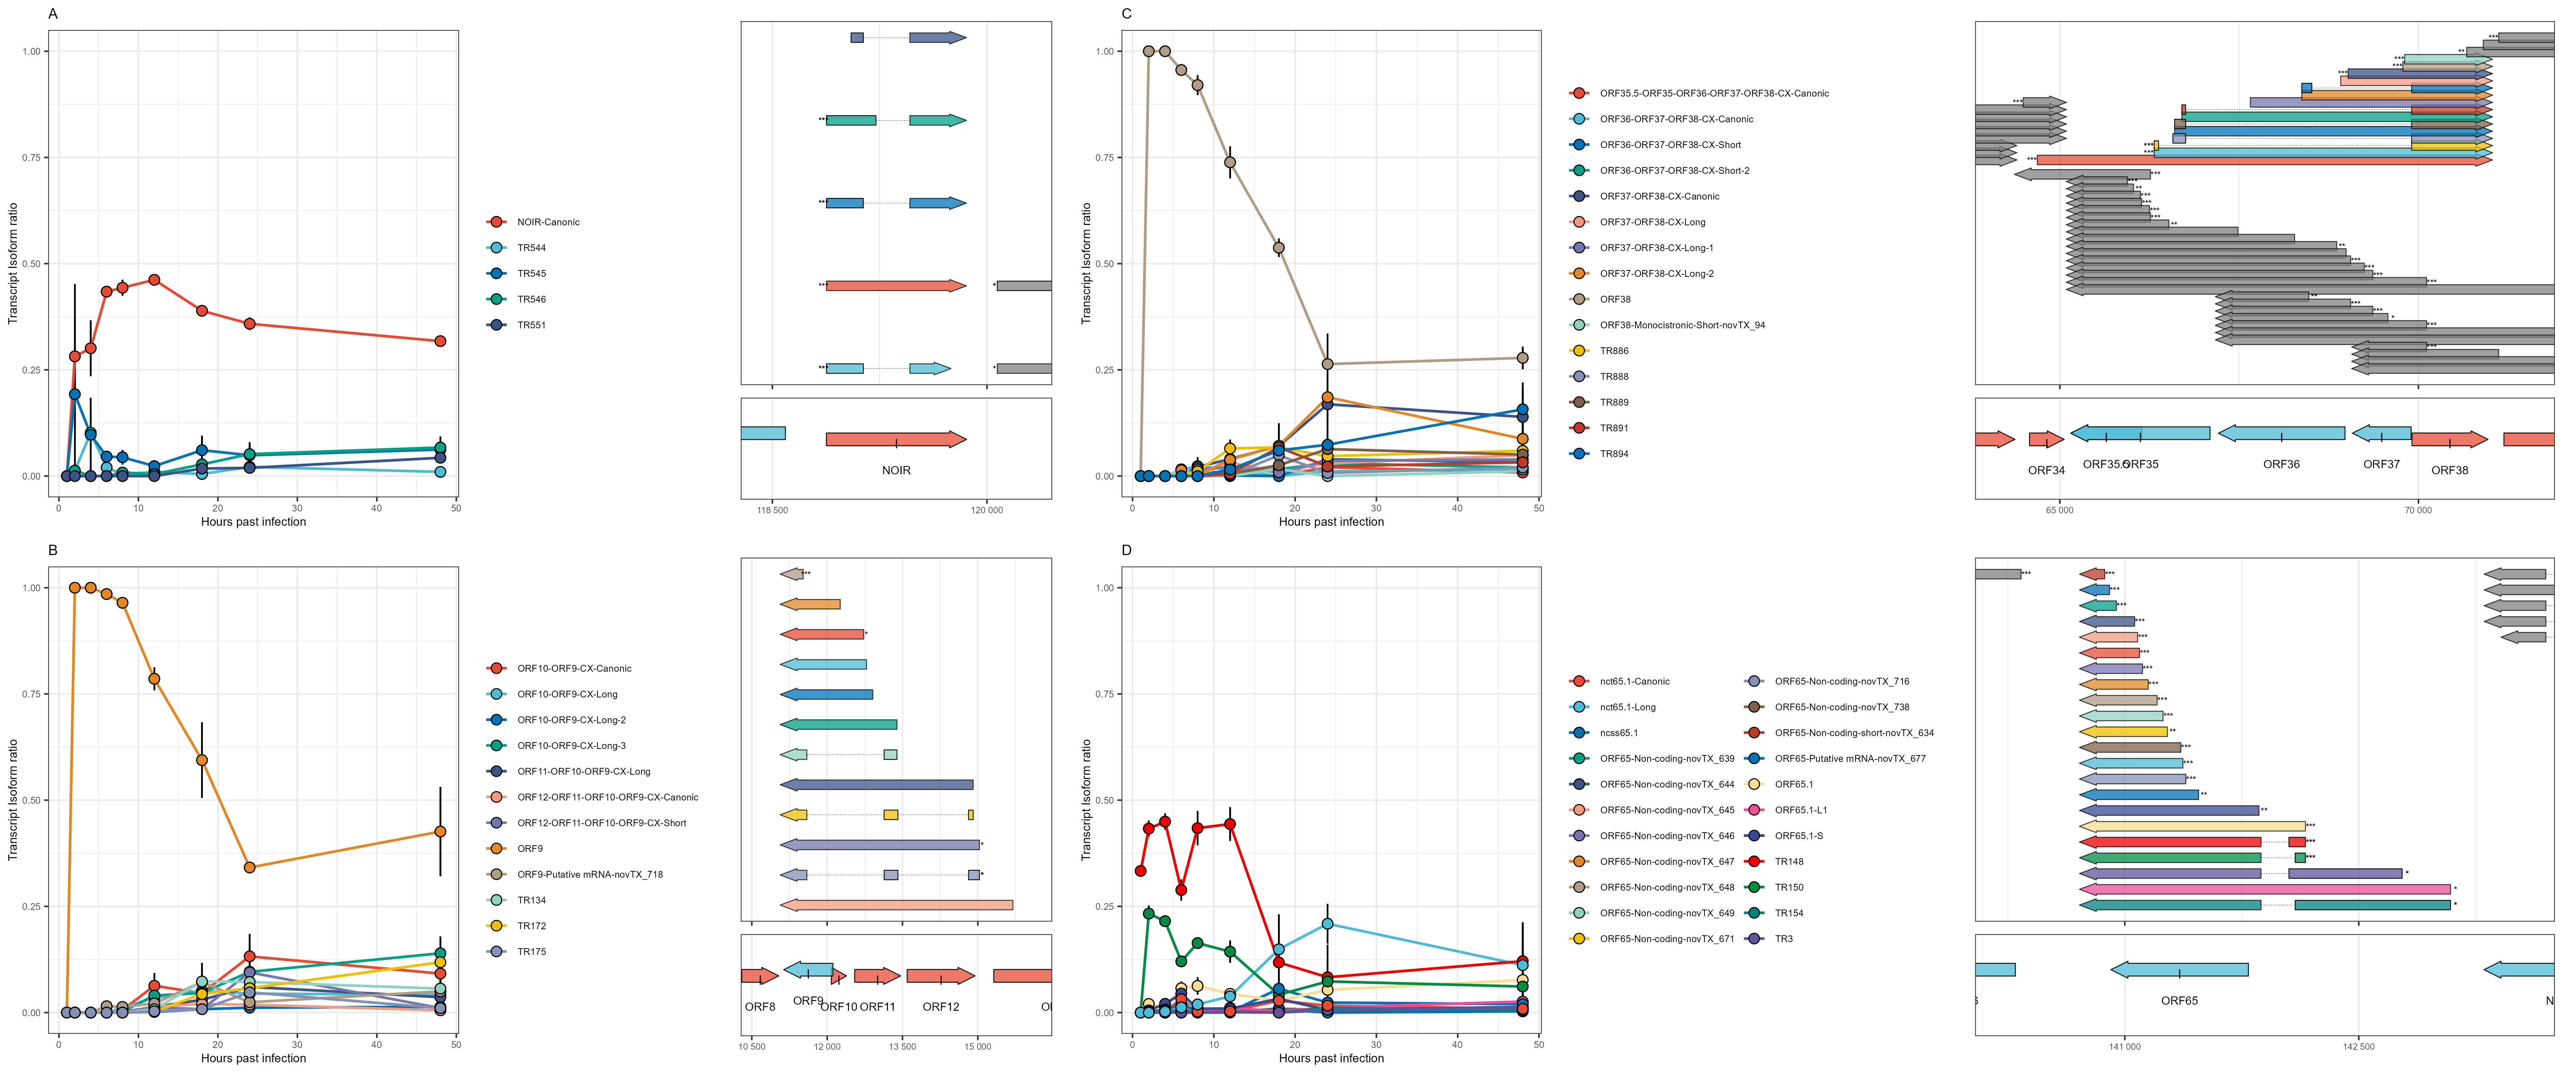 A
1.00
0.75
0.50
0.25
0.00
0
10
20
30
40
50
Transcript Isoform ratio
Hours past infection
NOIR-Canonic
TR544
TR545
TR546
TR551
***
***
***
*
***
*
NOIR
118 500
120 000
C
1.00
0.75
0.50
0.25
0.00
0
10
20
30
40
50
Transcript Isoform ratio
Hours past infection
ORF35.5-ORF35-ORF36-ORF37-ORF38-CX-Canonic
ORF36-ORF37-ORF38-CX-Canonic
ORF36-ORF37-ORF38-CX-Short
ORF36-ORF37-ORF38-CX-Short-2
ORF37-ORF38-CX-Canonic
ORF37-ORF38-CX-Long
ORF37-ORF38-CX-Long-1
ORF37-ORF38-CX-Long-2
ORF38
ORF38-Monocistronic-Short-novTX_94
TR886
TR888
TR889
TR891
TR894
ORF34
ORF35.5
ORF35
ORF36
ORF37
ORF38
65 000
70 000
B
1.00
0.75
0.50
0.25
0.00
0
10
20
30
40
50
Transcript Isoform ratio
Hours past infection
ORF10-ORF9-CX-Canonic
ORF10-ORF9-CX-Long
ORF10-ORF9-CX-Long-2
ORF10-ORF9-CX-Long-3
ORF11-ORF10-ORF9-CX-Long
ORF12-ORF11-ORF10-ORF9-CX-Canonic
ORF12-ORF11-ORF10-ORF9-CX-Short
ORF9
ORF9-Putative mRNA-novTX_718
TR134
TR172
TR175
***
*
*
*
ORF8
ORF9
ORF10
ORF11
ORF12
10 500
12 000
13 500
15 000
D
1.00
0.75
0.50
0.25
0.00
0
10
20
30
40
50
Transcript Isoform ratio
Hours past infection
nct65.1-Canonic
nct65.1-Long
ncss65.1
ORF65-Non-coding-novTX_639
ORF65-Non-coding-novTX_644
ORF65-Non-coding-novTX_645
ORF65-Non-coding-novTX_646
ORF65-Non-coding-novTX_647
ORF65-Non-coding-novTX_648
ORF65-Non-coding-novTX_649
ORF65-Non-coding-novTX_671
ORF65-Non-coding-novTX_716
ORF65-Non-coding-novTX_738
ORF65-Non-coding-short-novTX_634
ORF65-Putative mRNA-novTX_677
ORF65.1
ORF65.1-L1
ORF65.1-S
TR148
TR150
TR154
TR3
ORF65
N
141 000
142 500